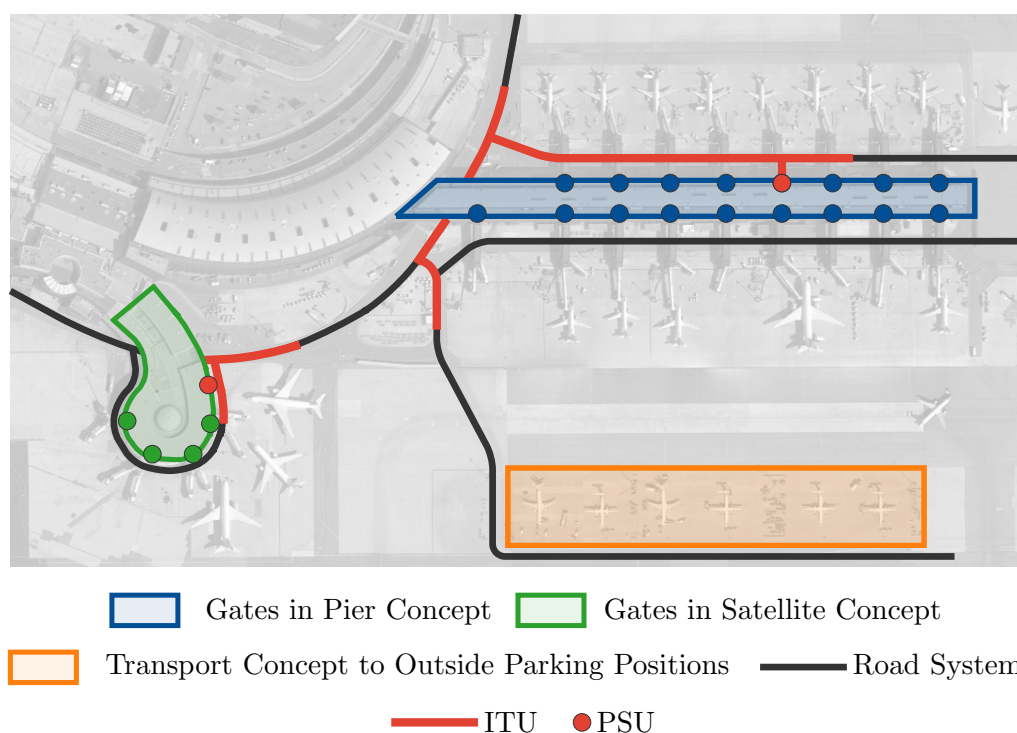 Gates in Pier Concept Gates in Satellite Concept
Transport Concept to Outside Parking Positions Road System
ITU PSU